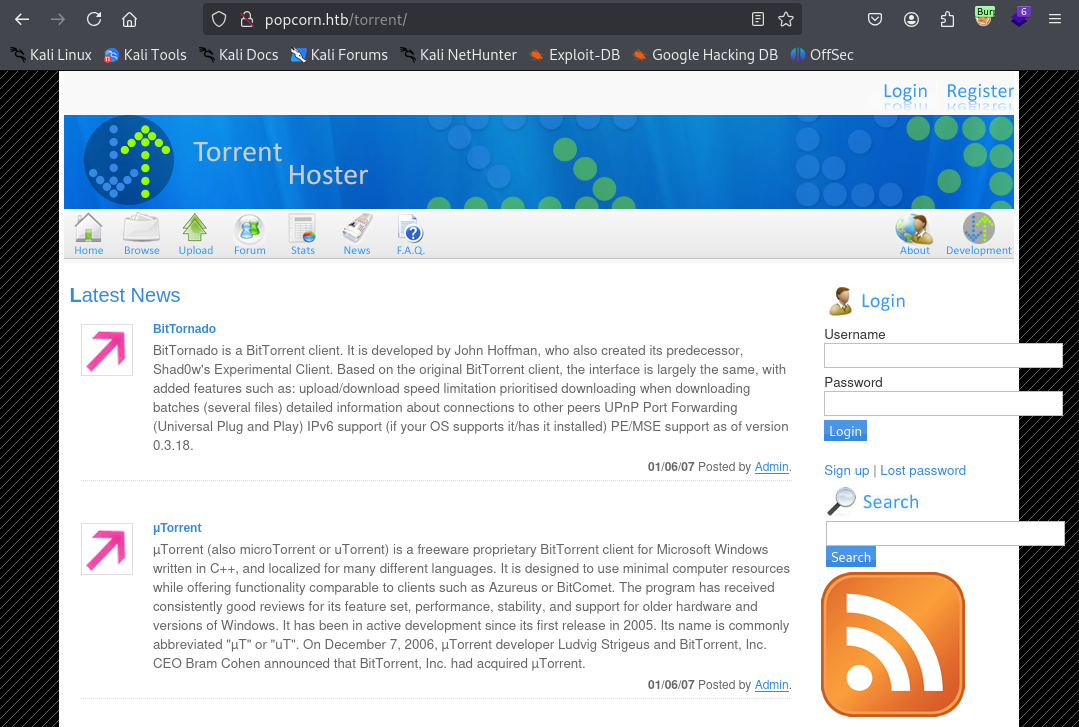 popcorn.htb/torrent/
Burr
6
Kali Linux Kali Tools Kali Docs Kali Forums Kali NetHunter Exploit-DB Google Hacking DB OffSec
11
Login Register
Torrent
Hoster
Home Browse Upload Forum Stats News F.A.Q. About Development
Latest News
BitTornado
BitTornado is a BitTorrent client. It is developed by John Hoffman, who also created its predecessor,
Shad0w's Experimental Client. Based on the original BitTorrent client, the interface is largely the same, with
added features such as: upload/download speed limitation prioritised downloading when downloading
batches (several files) detailed information about connections to other peers UPnP Port Forwarding
(Universal Plug and Play) IPv6 support (if your OS supports it/has it installed) PE/MSE support as of version
0.3.18.
01/06/07 Posted by Admin.
µTorrent
µTorrent (also microTorrent or uTorrent) is a freeware proprietary BitTorrent client for Microsoft Windows
written in C++, and localized for many different languages. It is designed to use minimal computer resources
while offering functionality comparable to clients such as Azureus or BitComet. The program has received
consistently good reviews for its feature set, performance, stability, and support for older hardware and
versions of Windows. It has been in active development since its first release in 2005. Its name is commonly
abbreviated "µT" or "uT". On December 7, 2006, µTorrent developer Ludvig Strigeus and BitTorrent, Inc.
CEO Bram Cohen announced that BitTorrent, Inc. had acquired µTorrent.
01/06/07 Posted by Admin.
Login
Username
Password
Login
Sign up | Lost password
Search
Search